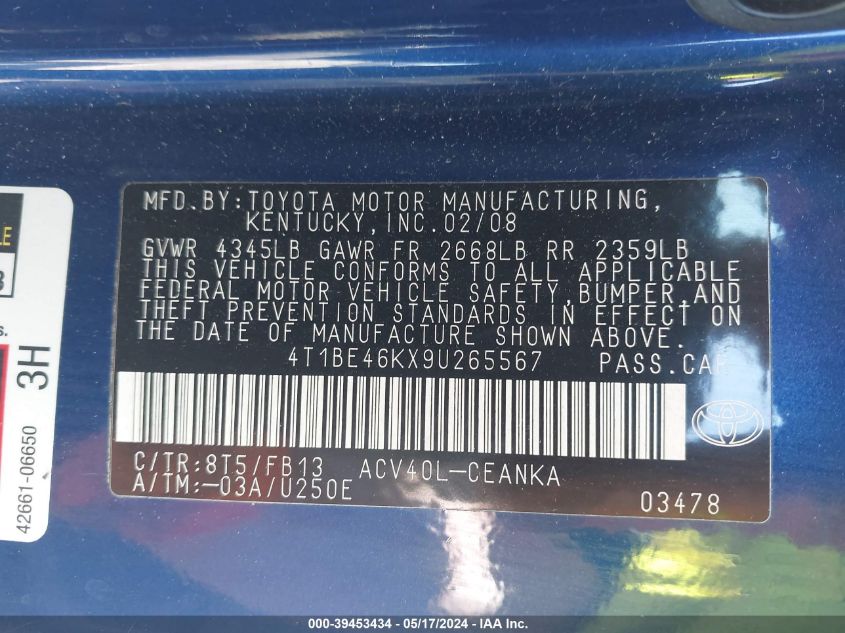 MFD.BY:TOYOTA MOTOR MANUFACTURING,
KENTUCKY,INC.02/08
GVWR 4345LB GAWR FR 2668LB RR 2359LB
THIS VEHICLE CONFORMS TO ALL APPLICABLE
FEDERAL MOTOR VEHICLE SAFETY,BUMPER,AND
THEFT PREVENTION STANDARDS IN EFFECT ON
THE DATE OF MANUFACTURE SHOWN ABOVE.
4T1BE46KX9U265567 PASS.CAR
C/TR:8T5/FB13 ACV40L-CEANKA
A/TM:-03A/U250E
03478
3H
42661-06650
000-39453434 - 05/17/2024 - IAA Inc.